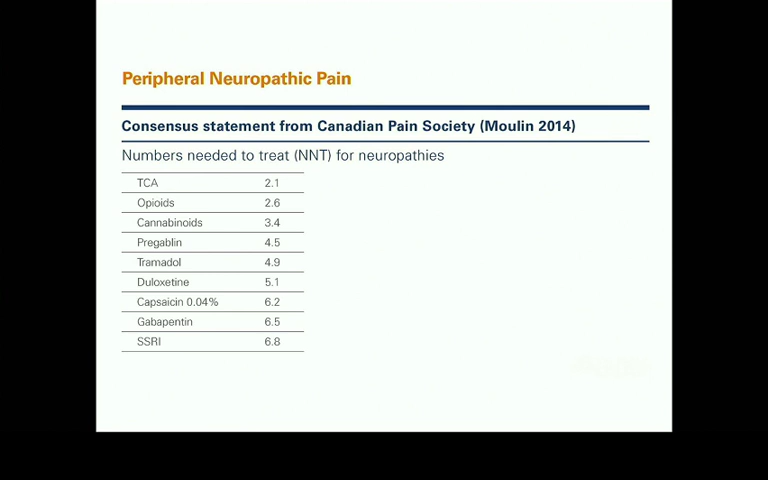 Peripheral Neuropathic Pain
Consensus statement from Canadian Pain Society (Moulin 2014)
Numbers needed to treat (NNT) for neuropathies
TCA 2.1
Opioids 2.6
Cannabinoids 3.4
Pregablin 4.5
Tramadol 4.9
Duloxetine 5.1
Capsaicin 0.04% 6.2
Gabapentin 6.5
SSRI 6.8